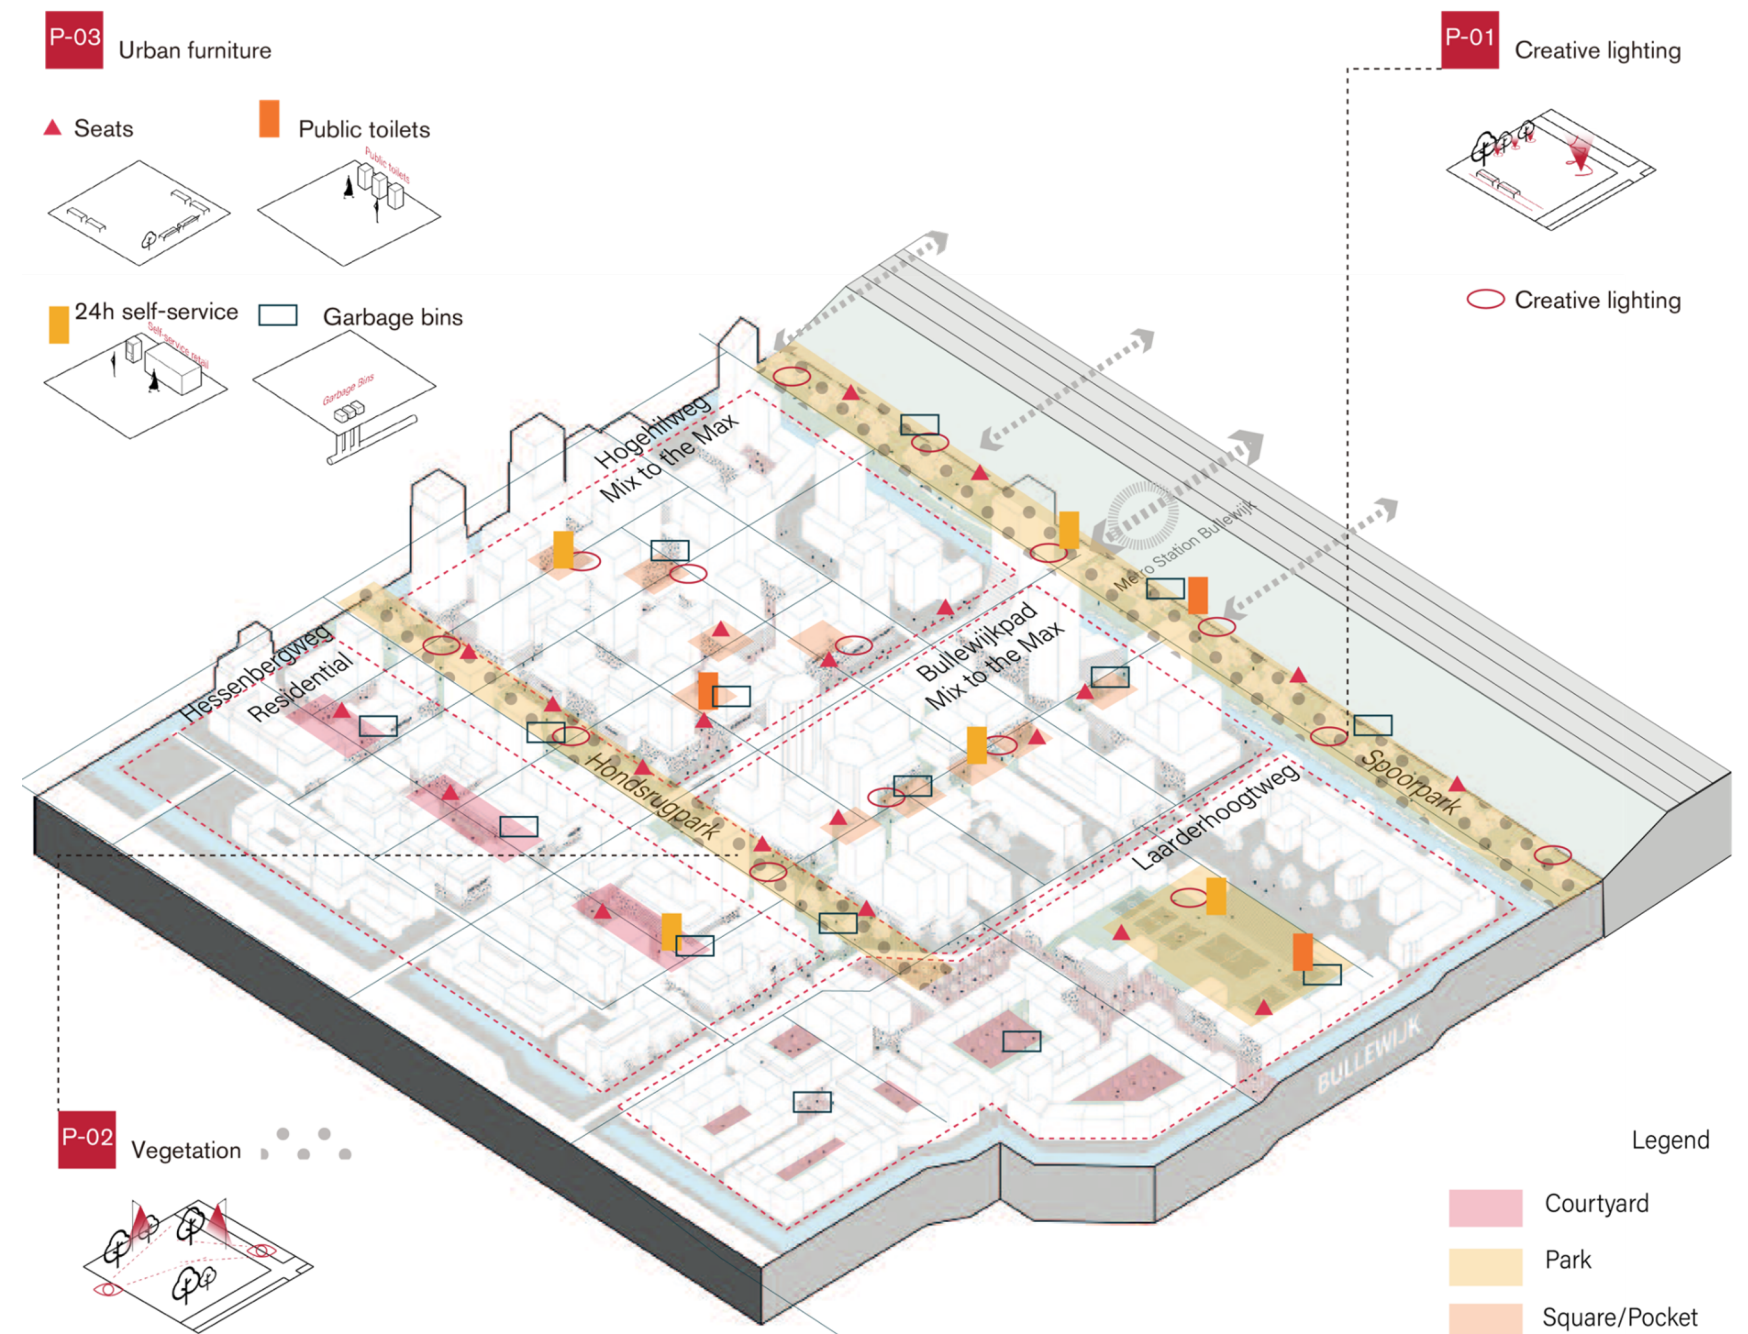 P-03
Urban furniture
P-01
Creative lighting
Seats
Public toilets
Public toilets
24h self-service
Garbage bins
Self-service retail
Garbage Bins
Creative lighting
Hogehilweg
Mix to the Max
Metro Station Bullewijk
Bullewijkpad
Mix to the Max
Hessenbergweg
Residential
Hondsrugpark
Spoorpark
Laarderhoogtweg
BULLEWIJK
P-02
Vegetation
Legend
Courtyard
Park
Square/Pocket